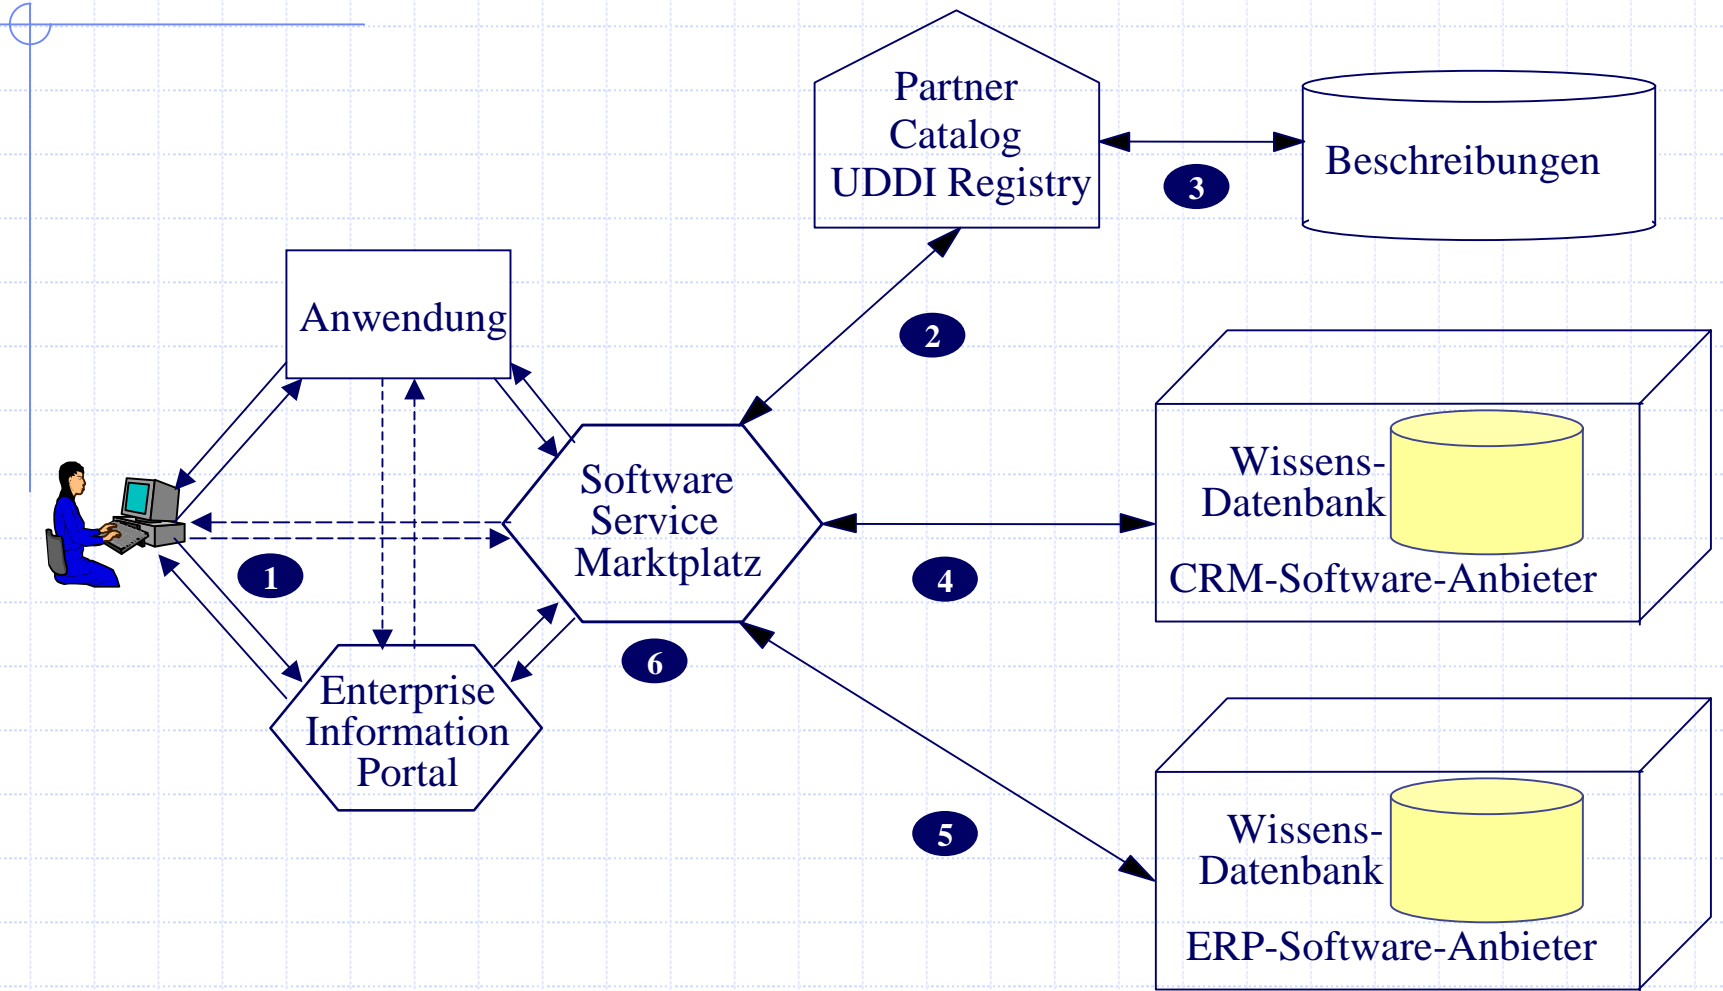 Partner
Catalog
UDDI Registry
3
Beschreibungen
Anwendung
2
Software
Service
Marktplatz
1
4
Wissens-
Datenbank
CRM-Software-Anbieter
6
Enterprise
Information
Portal
5
Wissens-
Datenbank
ERP-Software-Anbieter